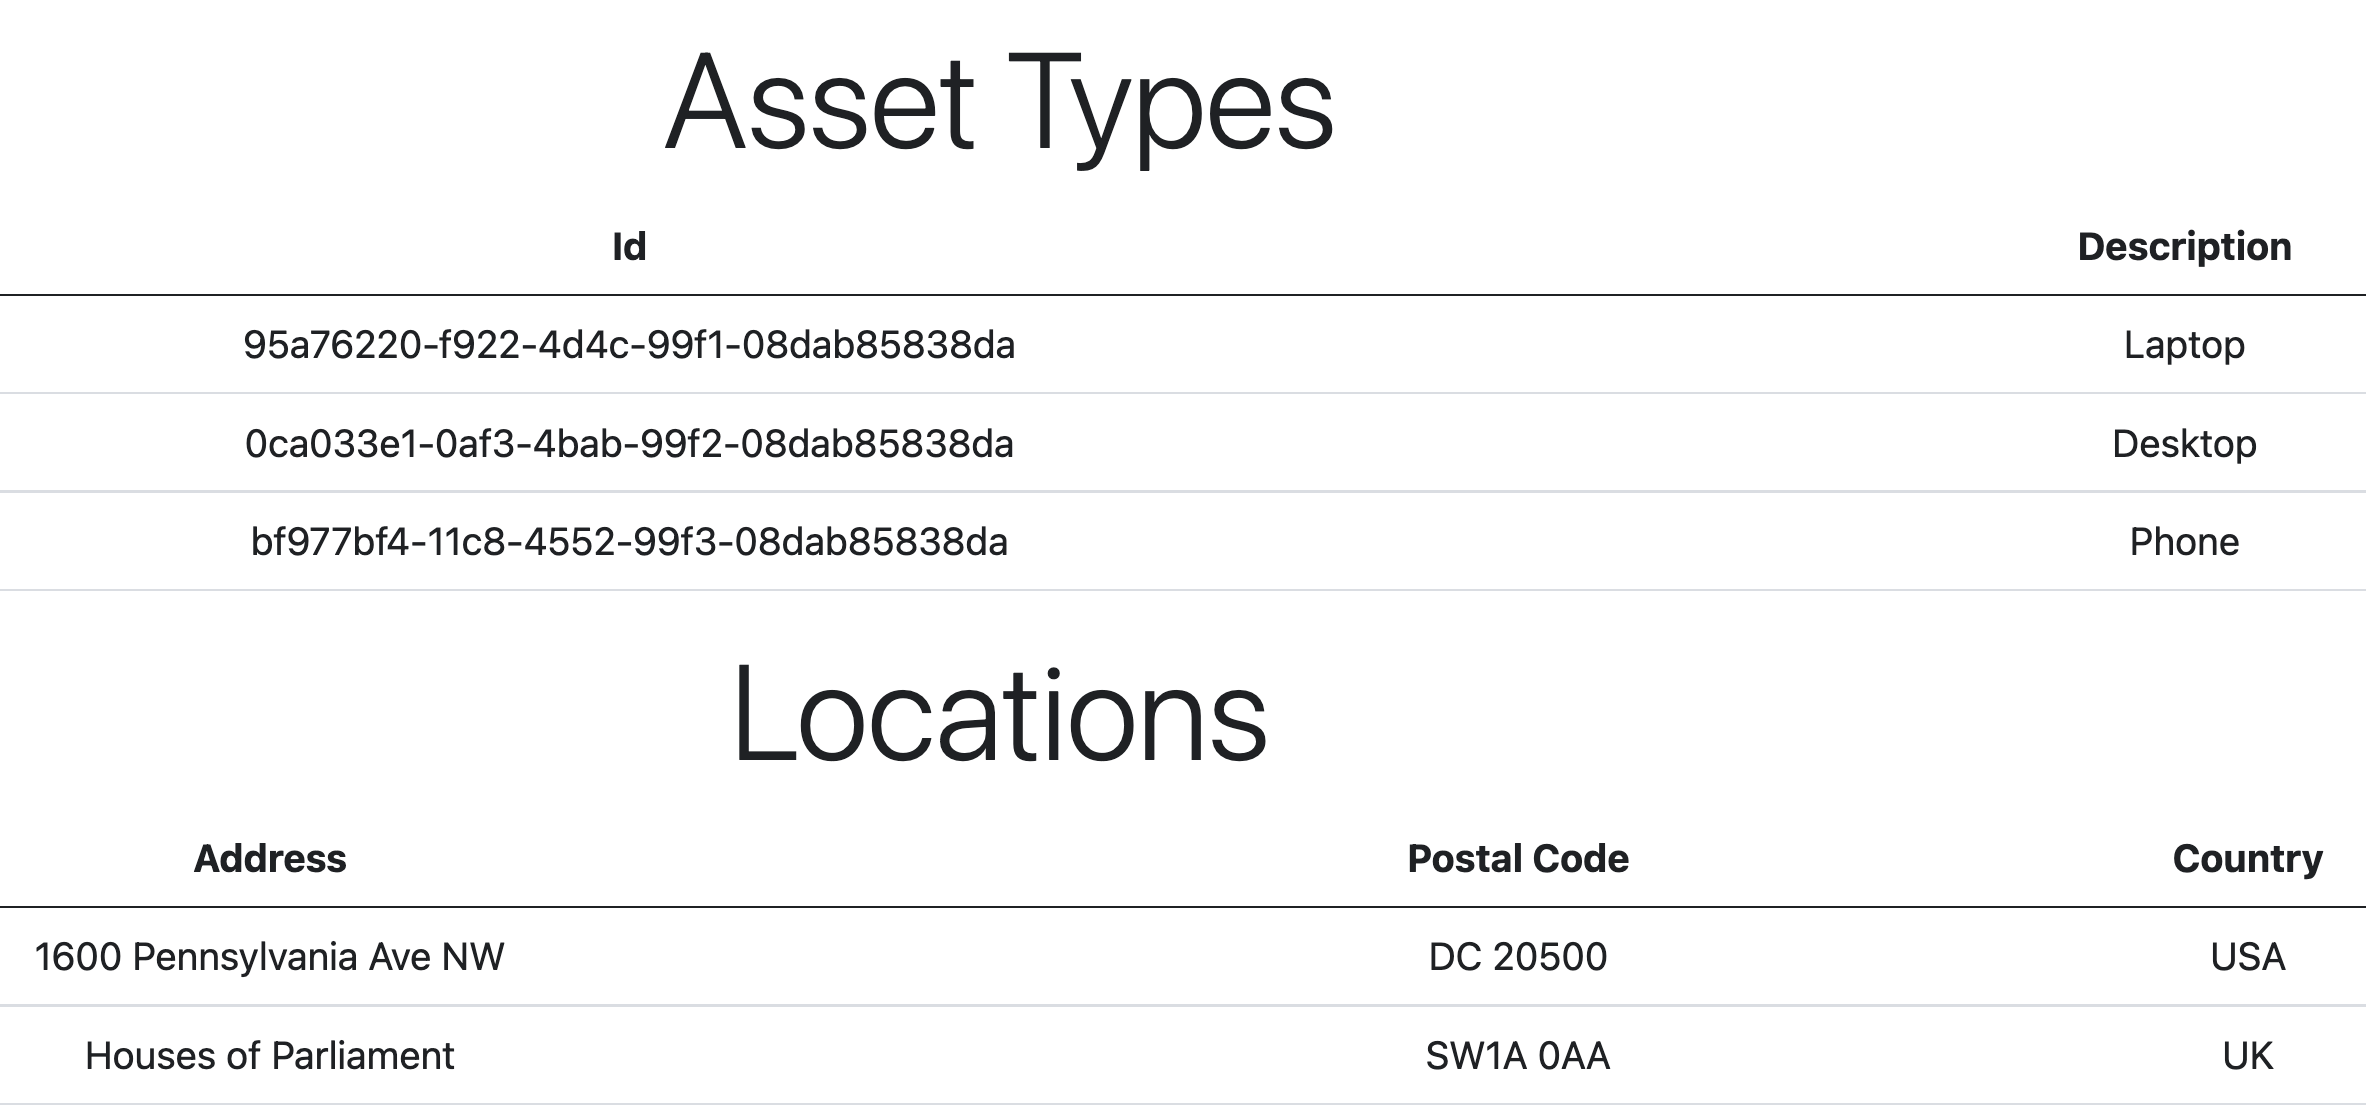 Asset Types
Id Description
95a76220-f922-4d4c-99f1-08dab85838da Laptop
0ca033e1-0af3-4bab-99f2-08dab85838da Desktop
bf977bf4-11c8-4552-99f3-08dab85838da Phone
Locations
Address Postal Code Country
1600 Pennsylvania Ave NW DC 20500 USA
Houses of Parliament SW1A 0AA UK